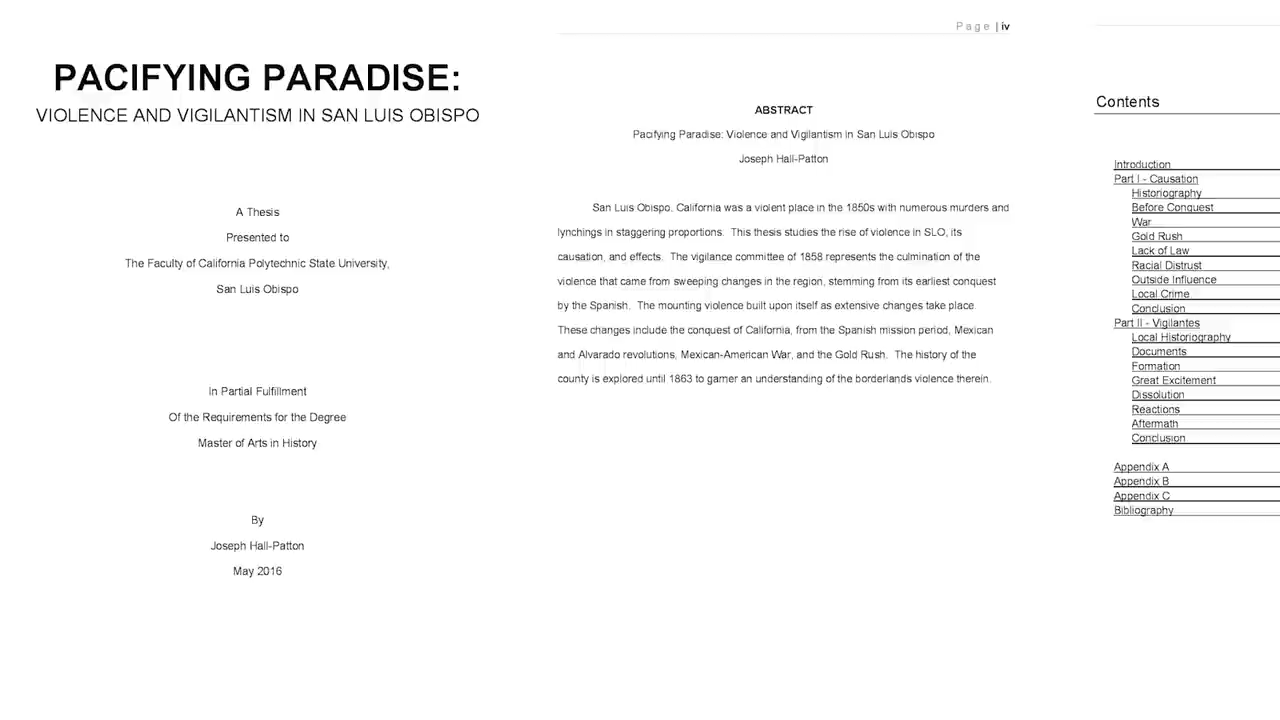 PACIFYING PARADISE:
VIOLENCE AND VIGILANTISM IN SAN LUIS OBISPO
A Thesis
Presented to
The Faculty of California Polytechnic State University,
San Luis Obispo
In Partial Fulfillment
Of the Requirements for the Degree
Master of Arts in History
By
Joseph Hall-Patton
May 2016
Page | iv
ABSTRACT
Pacifying Paradise: Violence and Vigilantism in San Luis Obispo
Joseph Hall-Patton
San Luis Obispo, California was a violent place in the 1850s with numerous murders and
lynchings in staggering proportions. This thesis studies the rise of violence in SLO, its
causation, and effects. The vigilance committee of 1858 represents the culmination of the
violence that came from sweeping changes in the region, stemming from its earliest conquest
by the Spanish. The mounting violence built upon itself as extensive changes take place.
These changes include the conquest of California, from the Spanish mission period, Mexican
and Alvarado revolutions, Mexican-American War, and the Gold Rush. The history of the
county is explored until 1863 to garner an understanding of the borderlands violence therein.
Contents
Introduction
Part I - Causation
Historiography
Before Conquest
War
Gold Rush
Lack of Law
Racial Distrust
Outside Influence
Local Crime
Conclusion
Part II - Vigilantes
Local Historiography
Documents
Formation
Great Excitement
Dissolution
Reactions
Aftermath
Conclusion
Appendix A
Appendix B
Appendix C
Bibliography